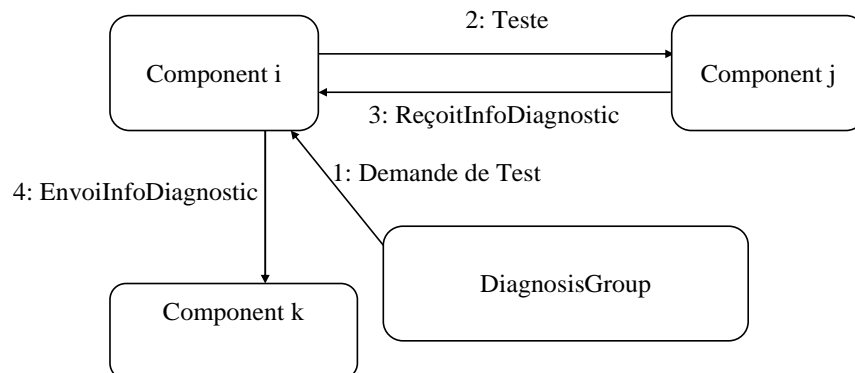 2: Teste
Component i
Component j
3: ReçoitInfoDiagnostic
1: Demande de Test
4: EnvoiInfoDiagnostic
DiagnosisGroup
Component k